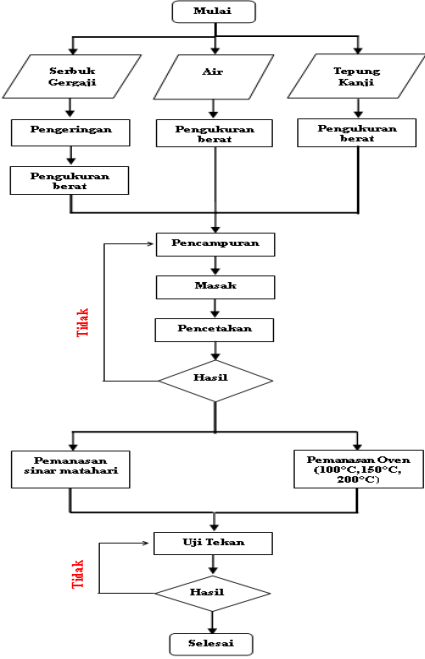 Mulai
Serbuk
Gergaji
Air
Tepung
Kanji
Pengeringan
Pengukuran
berat
Pengukuran
berat
Pengukuran
berat
Pencampuran
Masak
Pencetakan
Tidak
Hasil
Pemanasan
sinar matahari
Pemanasan Oven
(100°C,150°C,
200°C)
Uji Tekan
Tidak
Hasil
Selesai